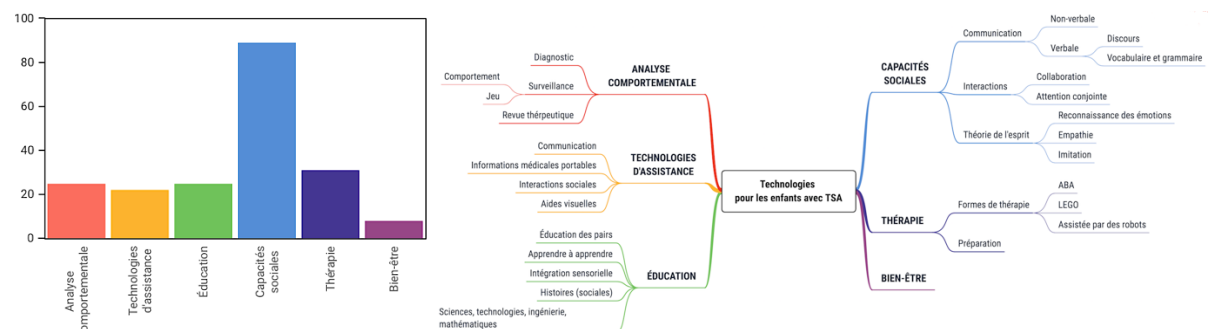 100
80
60
40
20
0
Analyse
comportementale
Technologies
d'assistance
Éducation
Capacités
sociales
Thérapie
Bien-être
Diagnostic
Comportement
Surveillance
Jeu
Revue thérpeutique
ANALYSE
COMPORTEMENTALE
Communication
Informations médicales portables
Interactions sociales
Aides visuelles
TECHNOLOGIES
D'ASSISTANCE
Éducation des pairs
Apprendre à apprendre
Intégration sensorielle
Histoires (sociales)
Sciences, technologies, ingénierie,
mathématiques
ÉDUCATION
Technologies
pour les enfants avec TSA
CAPACITÉS
SOCIALES
Communication
Non-verbale
Verbale
Discours
Vocabulaire et grammaire
Interactions
Collaboration
Attention conjointe
Théorie de l'esprit
Reconnaissance des émotions
Empathie
Imitation
THÉRAPIE
Formes de thérapie
ABA
LEGO
Assistée par des robots
Préparation
BIEN-ÊTRE